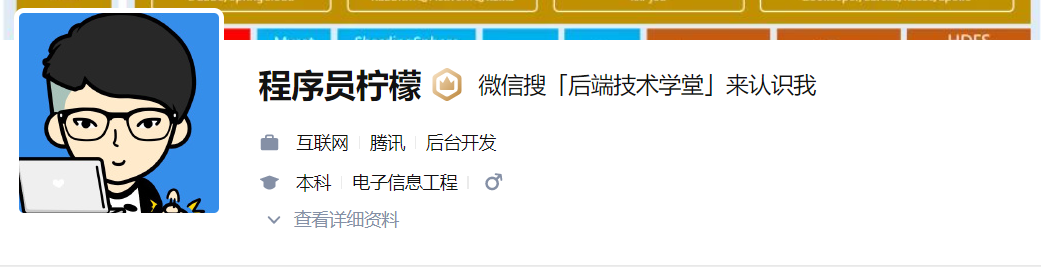 程序员柠檬 微信搜「后端技术学堂」来认识我
互联网 腾讯 后台开发
本科 电子信息工程
查看详细资料